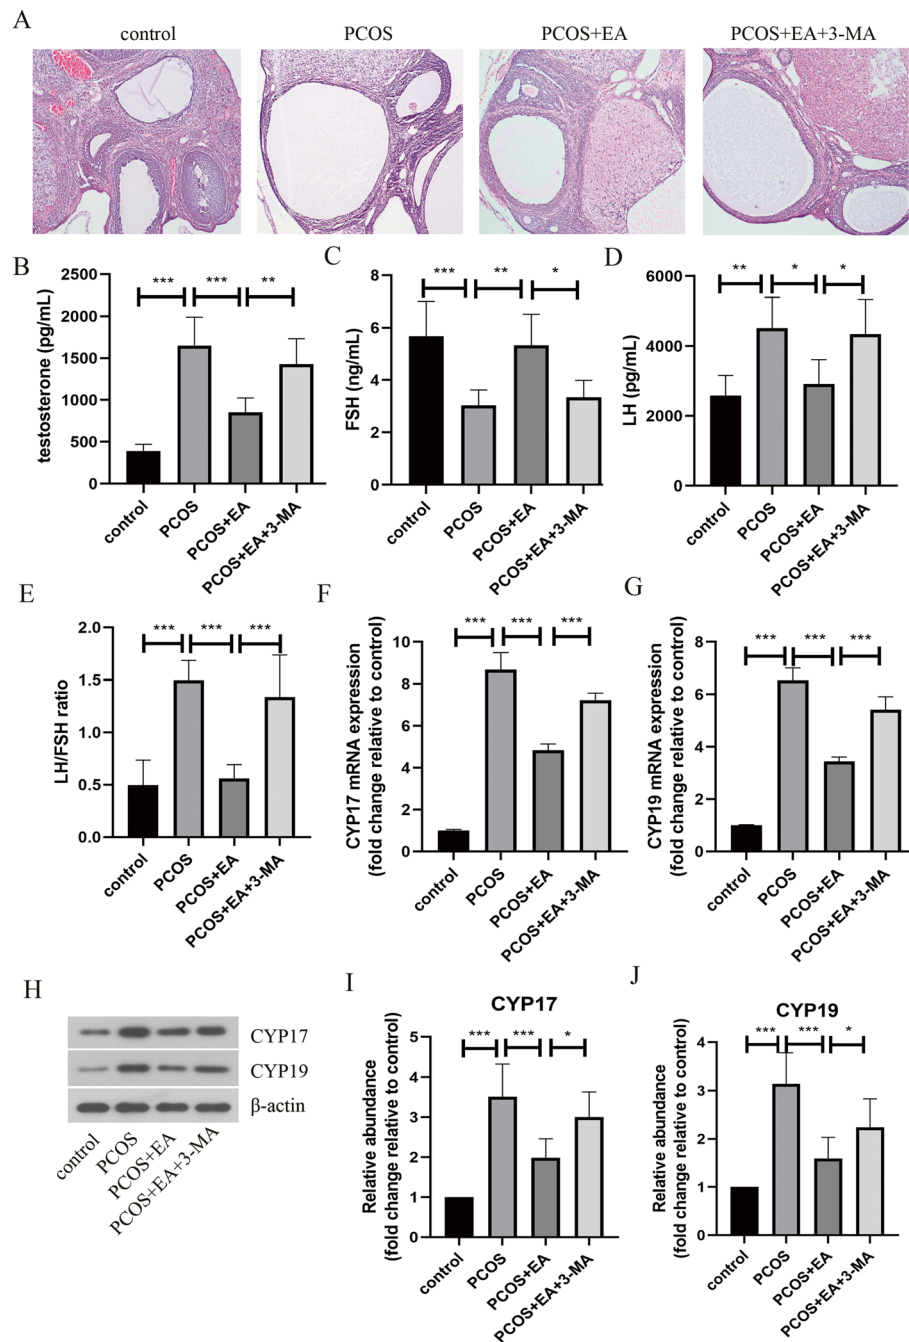 A
control
PCOS
PCOS+EA
PCOS+EA+3-MA
B
testosterone (pg/mL)
2500
2000
1500
1000
500
0
*** *** **
control
PCOS
PCOS+EA
PCOS+EA+3-MA
C
FSH (ng/mL)
8
6
4
2
0
*** ** *
control
PCOS
PCOS+EA
PCOS+EA+3-MA
D
LH (pg/mL)
6000
4000
2000
0
** * *
control
PCOS
PCOS+EA
PCOS+EA+3-MA
E
LH/FSH ratio
2.0
1.5
1.0
0.5
0.0
*** *** ***
control
PCOS
PCOS+EA
PCOS+EA+3-MA
F
CYP17 mRNA expression
(fold change relative to control)
10
8
6
4
2
0
*** *** ***
control
PCOS
PCOS+EA
PCOS+EA+3-MA
G
CYP19 mRNA expression
(fold change relative to control)
8
6
4
2
0
*** *** ***
control
PCOS
PCOS+EA
PCOS+EA+3-MA
H
CYP17
CYP19
β-actin
control
PCOS
PCOS+EA
PCOS+EA+3-MA
I
CYP17
Relative abundance
(fold change relative to control)
5
4
3
2
1
0
*** *** *
control
PCOS
PCOS+EA
PCOS+EA+3-MA
J
CYP19
Relative abundance
(fold change relative to control)
4
3
2
1
0
*** *** *
control
PCOS
PCOS+EA
PCOS+EA+3-MA